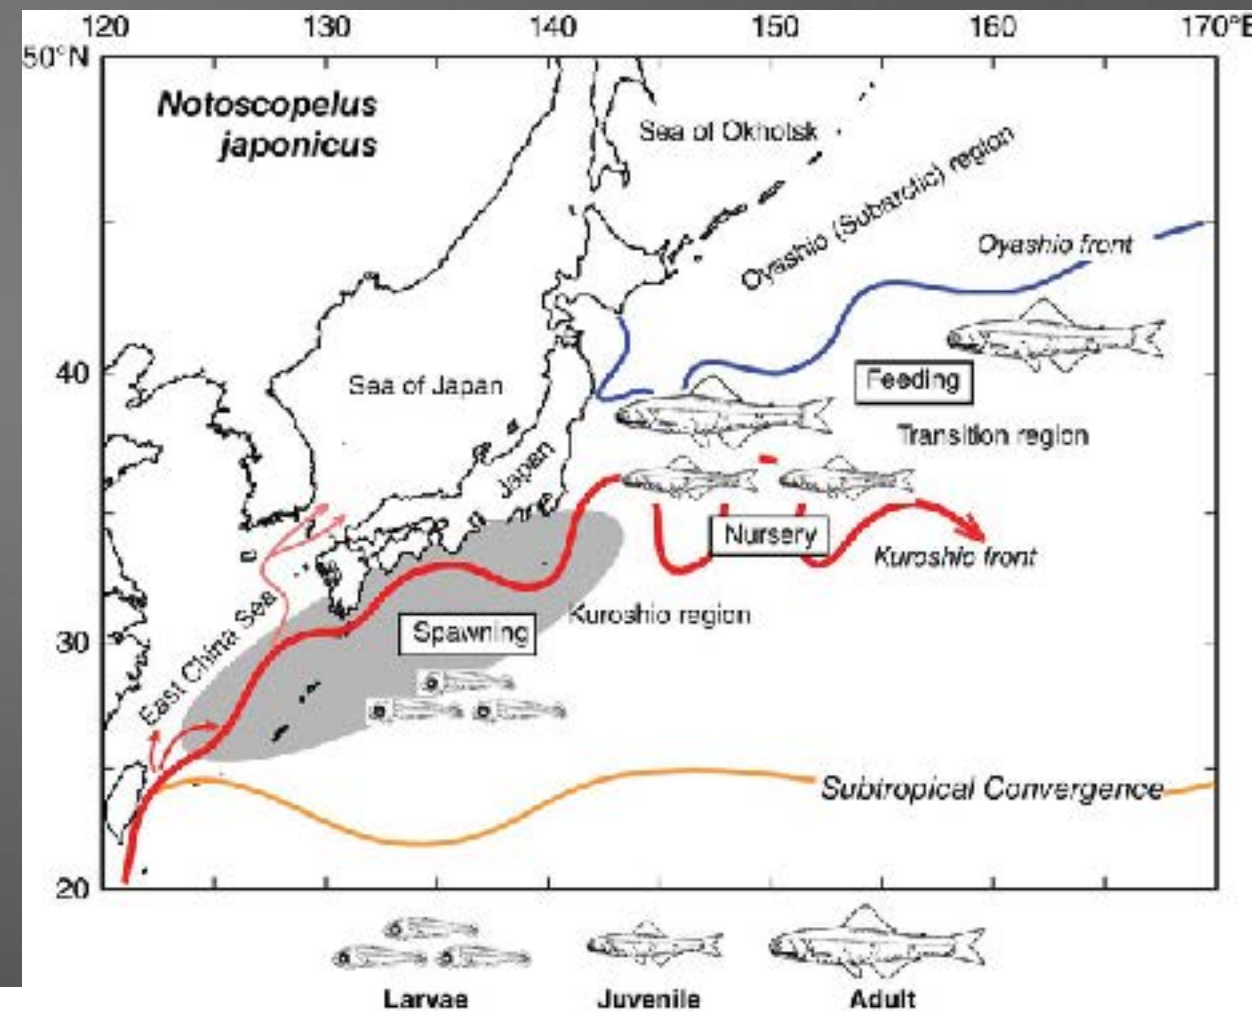 120 130 140 150 160 170°E
50°N
Notoscopelus
japonicus
Sea of Okhotsk
Oyashio (Subarctic) region
Oyashio front
40
Sea of Japan
Feeding
Transition region
Japan
Nursery
Kuroshio front
East China Sea
Kuroshio region
30
Spawning
Subtropical Convergence
20
Larvae Juvenile Adult